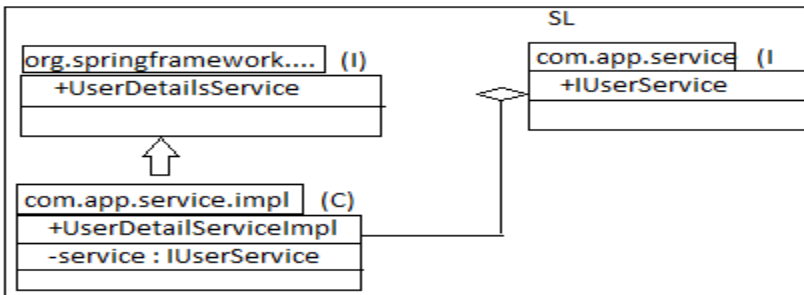 SL
org.springframework.... (I)
+UserDetailsService
com.app.service (I
+IUserService
com.app.service.impl (C)
+UserDetailServiceImpl
-service : IUserService